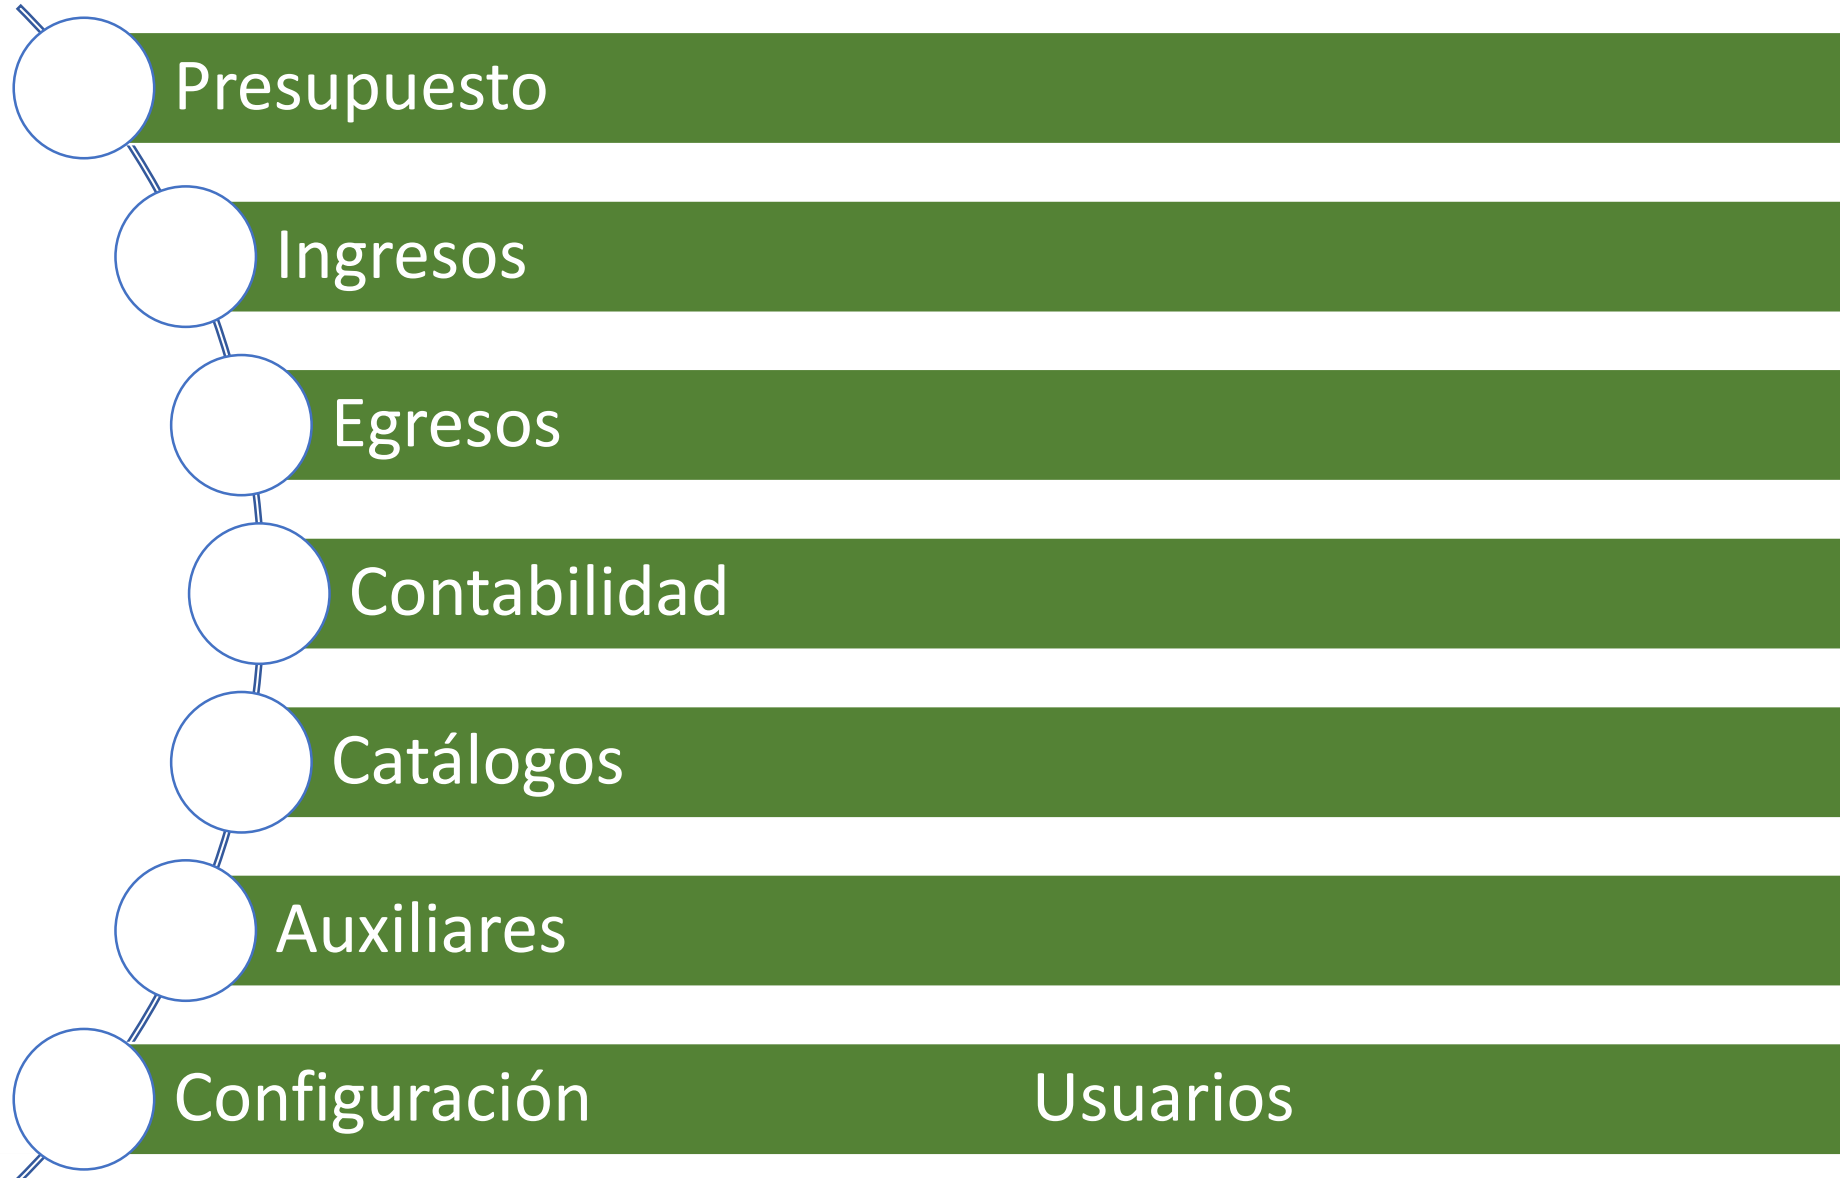 Presupuesto
Ingresos
Egresos
Contabilidad
Catálogos
Auxiliares
Configuración Usuarios